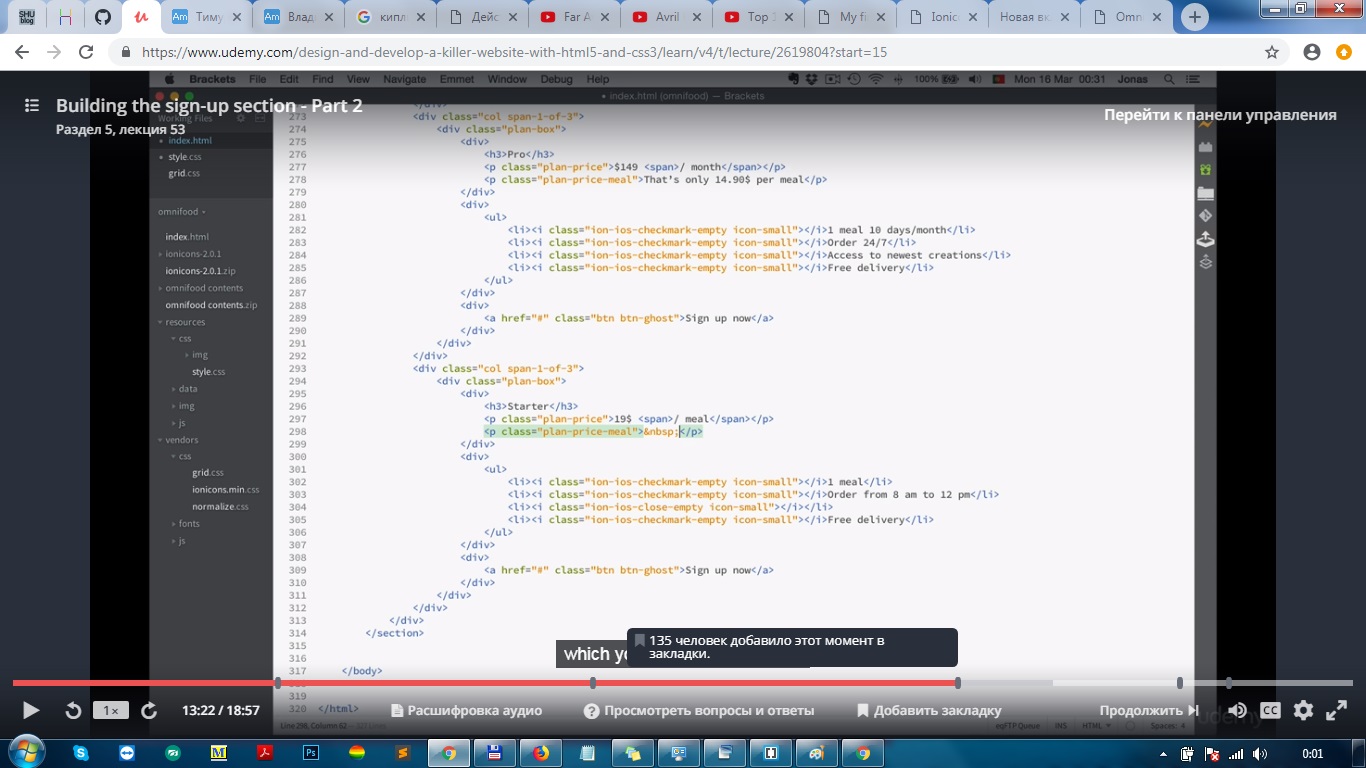 SHU
blog
Am Тиму
Am Влад
G кипл
Дейс
Far A
Avril
Top 1
My fi
Ionic
Новая вк
Omni
https://www.udemy.com/design-and-develop-a-killer-website-with-html5-and-css3/learn/v4/t/lecture/2619804?start=15
Brackets File Edit Find View Navigate Emmet Window Debug Help 100% Mon 16 Mar 00:31 Jonas
• index.html (omnifood) — Brackets
Building the sign-up section - Part 2
Раздел 5, лекция 53
Перейти к панели управления
Working Files
index.html
style.css
grid.css
omnifood
index.html
ionicons-2.0.1
ionicons-2.0.1.zip
omnifood contents
omnifood contents.zip
resources
css
img
style.css
data
img
js
vendors
css
grid.css
ionicons.min.css
normalize.css
fonts
js
</div>
273 <div class="col span-1-of-3">
274 <div class="plan-box">
275 <div>
276 <h3>Pro</h3>
277 <p class="plan-price">$149 <span>/ month</span></p>
278 <p class="plan-price-meal">That's only 14.90$ per meal</p>
279 </div>
280 <div>
281 <ul>
282 <li><i class="ion-ios-checkmark-empty icon-small"></i>1 meal 10 days/month</li>
283 <li><i class="ion-ios-checkmark-empty icon-small"></i>Order 24/7</li>
284 <li><i class="ion-ios-checkmark-empty icon-small"></i>Access to newest creations</li>
285 <li><i class="ion-ios-checkmark-empty icon-small"></i>Free delivery</li>
286 </ul>
287 </div>
288 <div>
289 <a href="#" class="btn btn-ghost">Sign up now</a>
290 </div>
291 </div>
292 </div>
293 <div class="col span-1-of-3">
294 <div class="plan-box">
295 <div>
296 <h3>Starter</h3>
297 <p class="plan-price">19$ <span>/ meal</span></p>
298 <p class="plan-price-meal">&nbsp;</p>
299 </div>
300 <div>
301 <ul>
302 <li><i class="ion-ios-checkmark-empty icon-small"></i>1 meal</li>
303 <li><i class="ion-ios-checkmark-empty icon-small"></i>Order from 8 am to 12 pm</li>
304 <li><i class="ion-ios-close-empty icon-small"></i></li>
305 <li><i class="ion-ios-checkmark-empty icon-small"></i>Free delivery</li>
306 </ul>
307 </div>
308 <div>
309 <a href="#" class="btn btn-ghost">Sign up now</a>
310 </div>
311 </div>
312 </div>
313 </div>
314 </section>
315
316
317 </body>
319
320 </html>
which yo
135 человек добавило этот момент в
закладки.
1× 13:22 / 18:57 Расшифровка аудио Просмотреть вопросы и ответы Добавить закладку Продолжить CC
udemy
Line 298, Column 62 INS HTML Spaces: 4
0:01